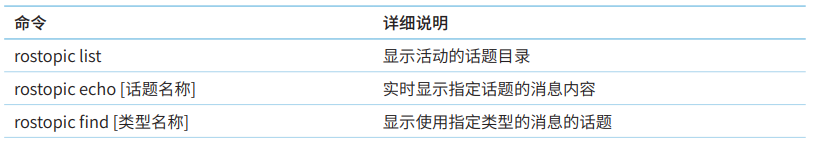 命令 详细说明
rostopic list 显示活动的话题目录
rostopic echo [话题名称] 实时显示指定话题的消息内容
rostopic find [类型名称] 显示使用指定类型的消息的话题